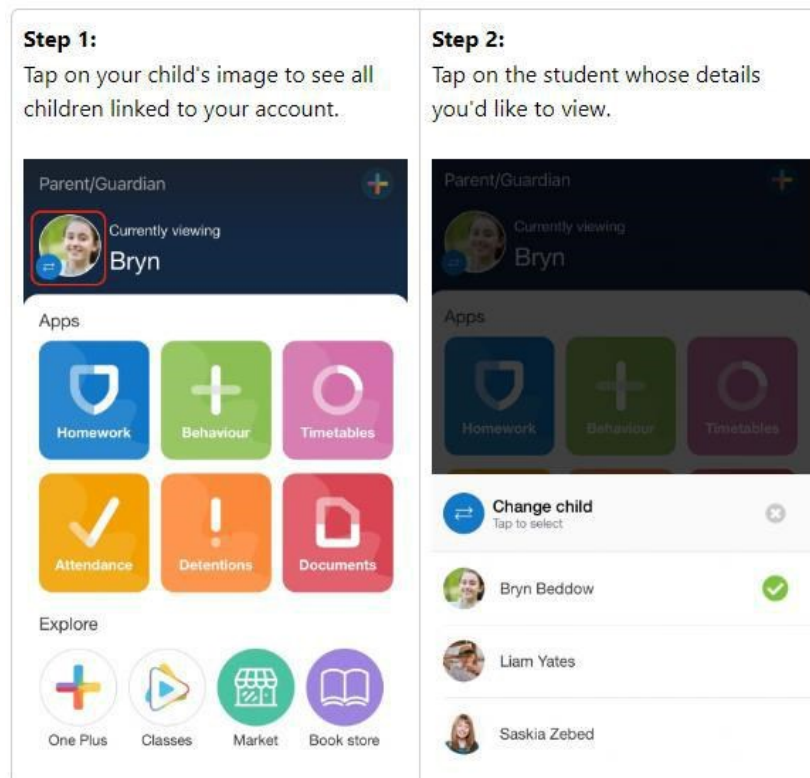 Step 1:
Tap on your child's image to see all
children linked to your account.
Parent/Guardian
Currently viewing
Bryn
Apps
Homework
Behaviour
Timetables
Attendance
Detentions
Documents
Explore
One Plus
Classes
Market
Book store
Step 2:
Tap on the student whose details
you'd like to view.
Parent/Guardian
Currently viewing
Bryn
Apps
Homework
Behaviour
Timetables
Change child
Tap to select
Bryn Beddow
Liam Yates
Saskia Zebed